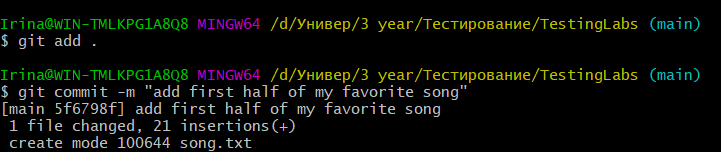 Irina@WIN-TMLKPG1A8Q8 MINGW64 /d/Универ/3 year/Тестирование/TestingLabs (main)
$ git add .
Irina@WIN-TMLKPG1A8Q8 MINGW64 /d/Универ/3 year/Тестирование/TestingLabs (main)
$ git commit -m "add first half of my favorite song"
[main 5f6798f] add first half of my favorite song
1 file changed, 21 insertions(+)
create mode 100644 song.txt